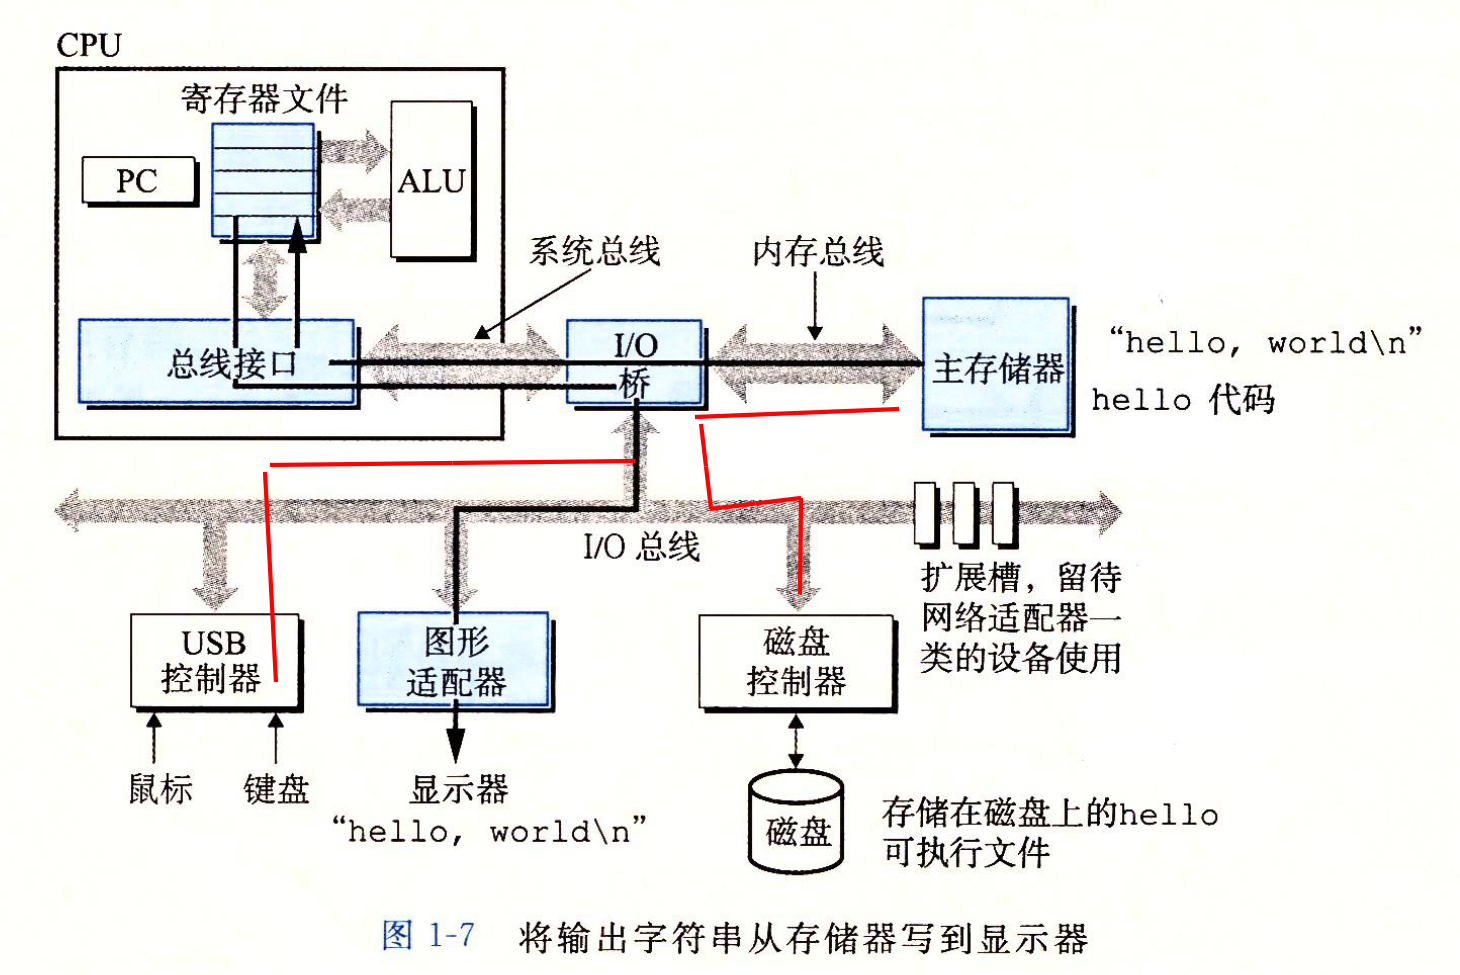 CPU
寄存器文件
PC
ALU
系统总线
内存总线
总线接口
I/O
桥
主存储器
“hello, world\n”
hello 代码
I/O 总线
扩展槽，留待
网络适配器一
类的设备使用
USB
控制器
图形
适配器
磁盘
控制器
鼠标
键盘
显示器
“hello, world\n”
磁盘
存储在磁盘上的hello
可执行文件
图 1-7 将输出字符串从存储器写到显示器